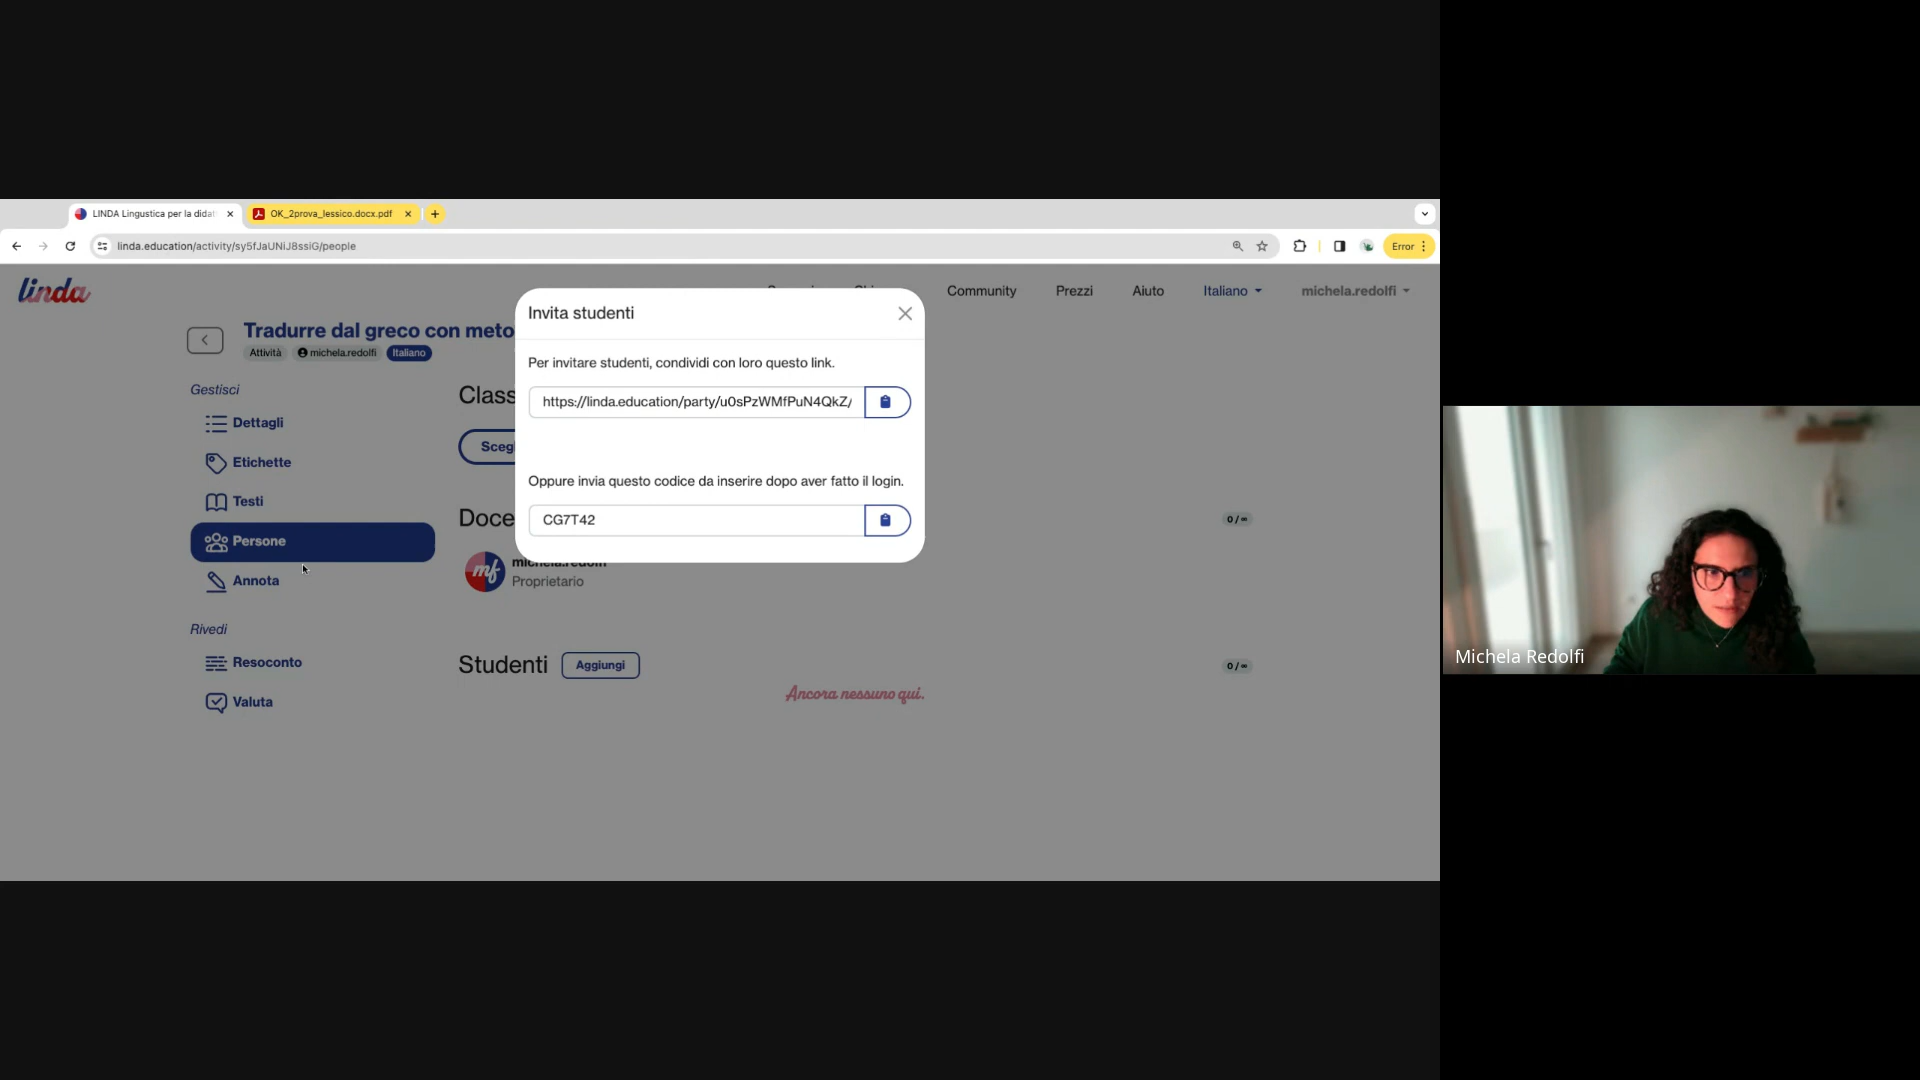 LINDA Lingustica per la didat
OK_2prova_lessico.docx.pdf
linda.education/activity/sy5fJaUNiJ8ssiG/people
Error
linda
Community
Prezzi
Aiuto
Italiano
michela.redolfi
Tradurre dal greco con meto
Attività
michela.redolfi
Italiano
Gestisci
Dettagli
Etichette
Testi
Persone
Annota
Rivedi
Resoconto
Valuta
Invita studenti
Per invitare studenti, condividi con loro questo link.
https://linda.education/party/u0sPzWMfPuN4QkZ/
Oppure invia questo codice da inserire dopo aver fatto il login.
CG7T42
Class
Scegl
Doce
0/∞
mf
michela.redolfi
Proprietario
Studenti
Aggiungi
0/∞
Ancora nessuno qui.
Michela Redolfi